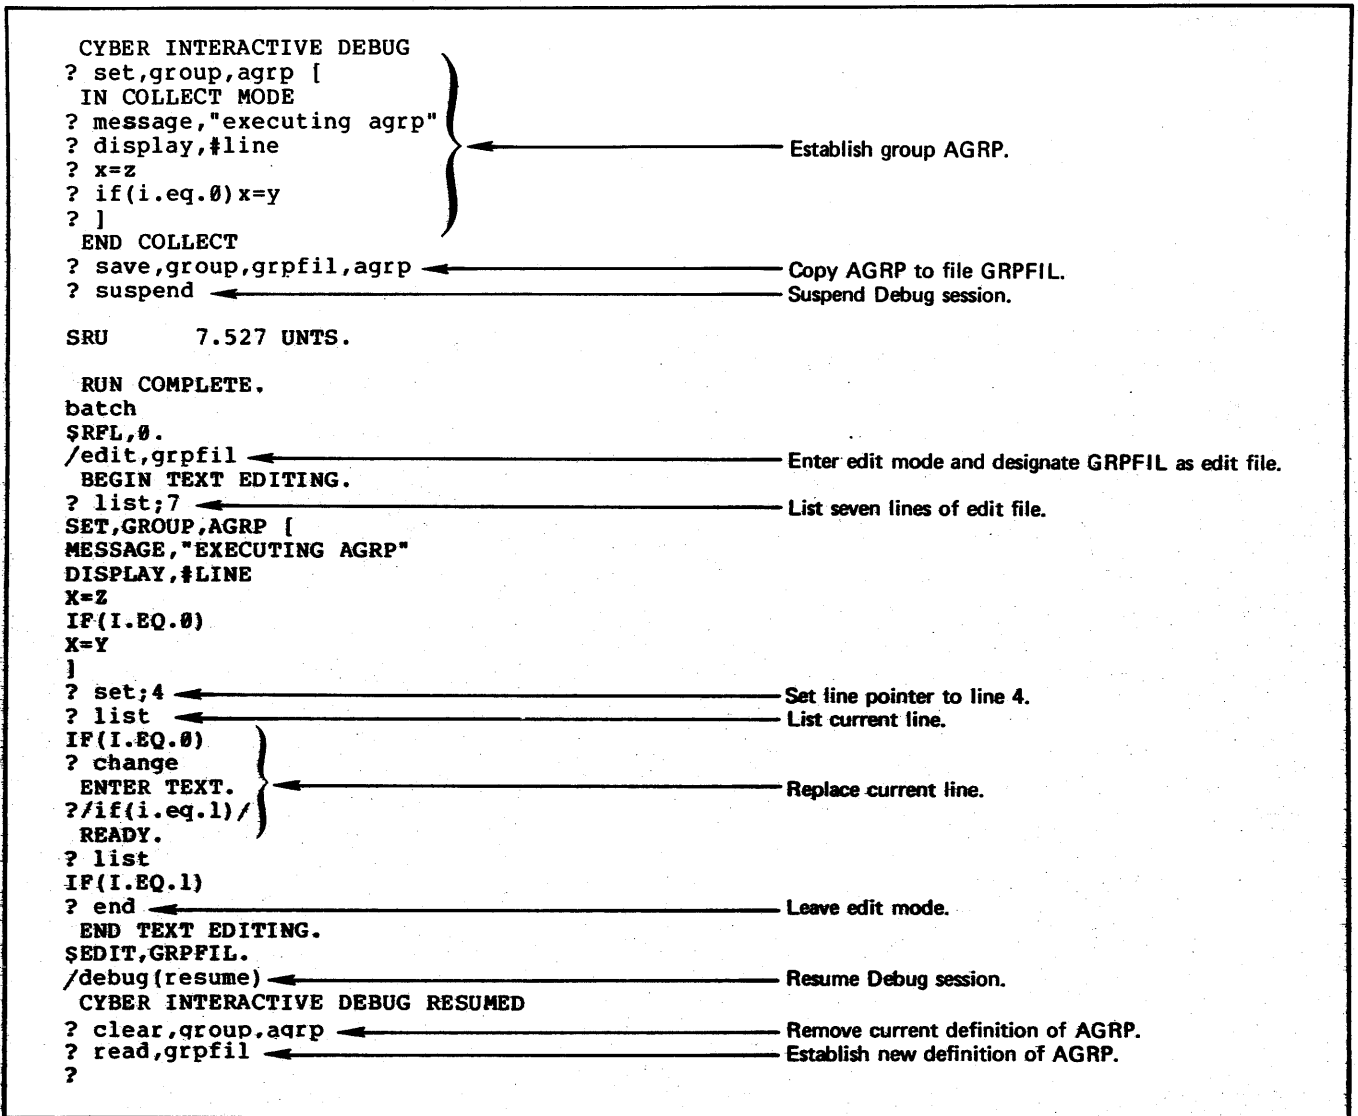 CYBER INTERACTIVE DEBUG
? set,group,agrp [
IN COLLECT MODE
? message,"executing agrp"
? display,#line
Establish group AGRP.
? x=z
? if(i.eq.0)x=y
? ]
END COLLECT
? save,group,grpfil,agrp
Copy AGRP to file GRPFIL.
? suspend
Suspend Debug session.
SRU 7.527 UNTS.
RUN COMPLETE.
batch
$RFL,0.
/edit,grpfil
Enter edit mode and designate GRPFIL as edit file.
BEGIN TEXT EDITING.
? list;7
List seven lines of edit file.
SET,GROUP,AGRP [
MESSAGE,"EXECUTING AGRP"
DISPLAY,#LINE
X=Z
IF(I.EQ.0)
X=Y
]
? set;4
Set line pointer to line 4.
? list
List current line.
IF(I.EQ.0)
? change
ENTER TEXT.
Replace current line.
?/if(i.eq.1)/
READY.
? list
IF(I.EQ.1)
? end
Leave edit mode.
END TEXT EDITING.
$EDIT,GRPFIL.
/debug(resume)
Resume Debug session.
CYBER INTERACTIVE DEBUG RESUMED
? clear,group,agrp
Remove current definition of AGRP.
? read,grpfil
Establish new definition of AGRP.
?